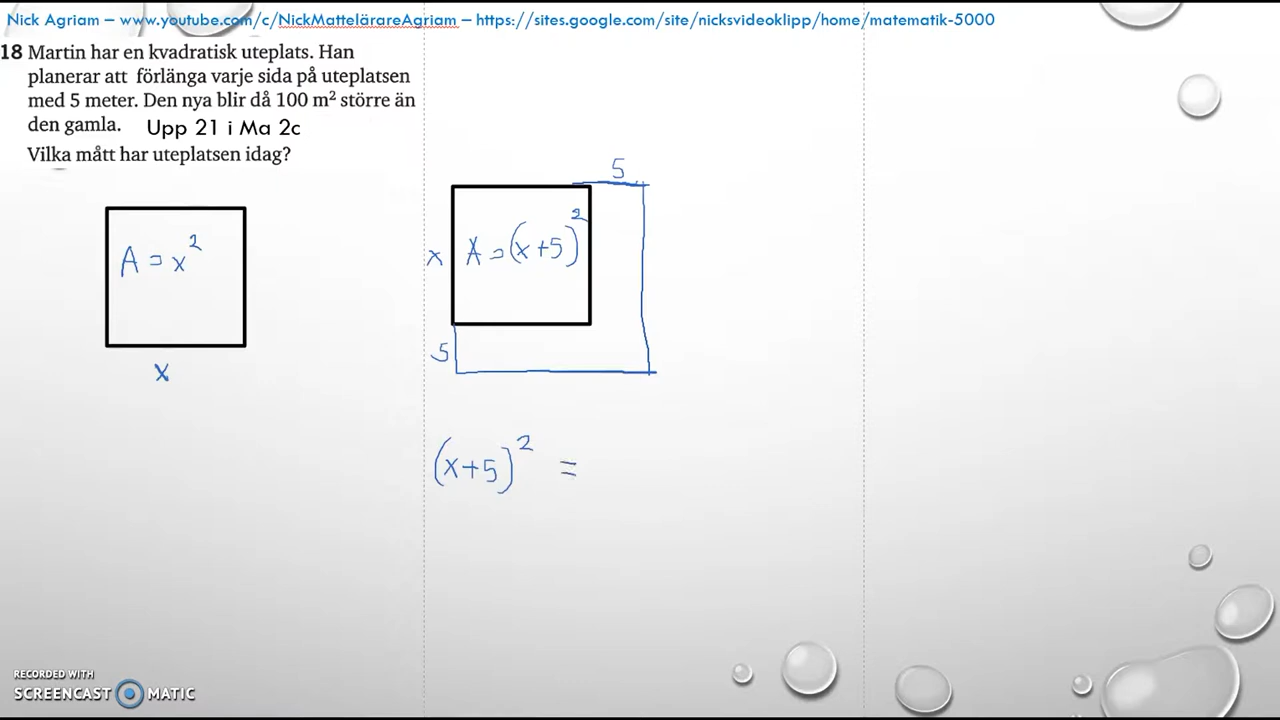 Nick Agriam – www.youtube.com/c/NickMattelärareAgriam – https://sites.google.com/site/nicksvideoklipp/home/matematik-5000
18 Martin har en kvadratisk uteplats. Han
planerar att förlänga varje sida på uteplatsen
med 5 meter. Den nya blir då 100 m² större än
den gamla. Upp 21 i Ma 2c
Vilka mått har uteplatsen idag?
5
A = x²
x
x
A = (x+5)²
5
(x+5)² =
RECORDED WITH
SCREENCAST MATIC